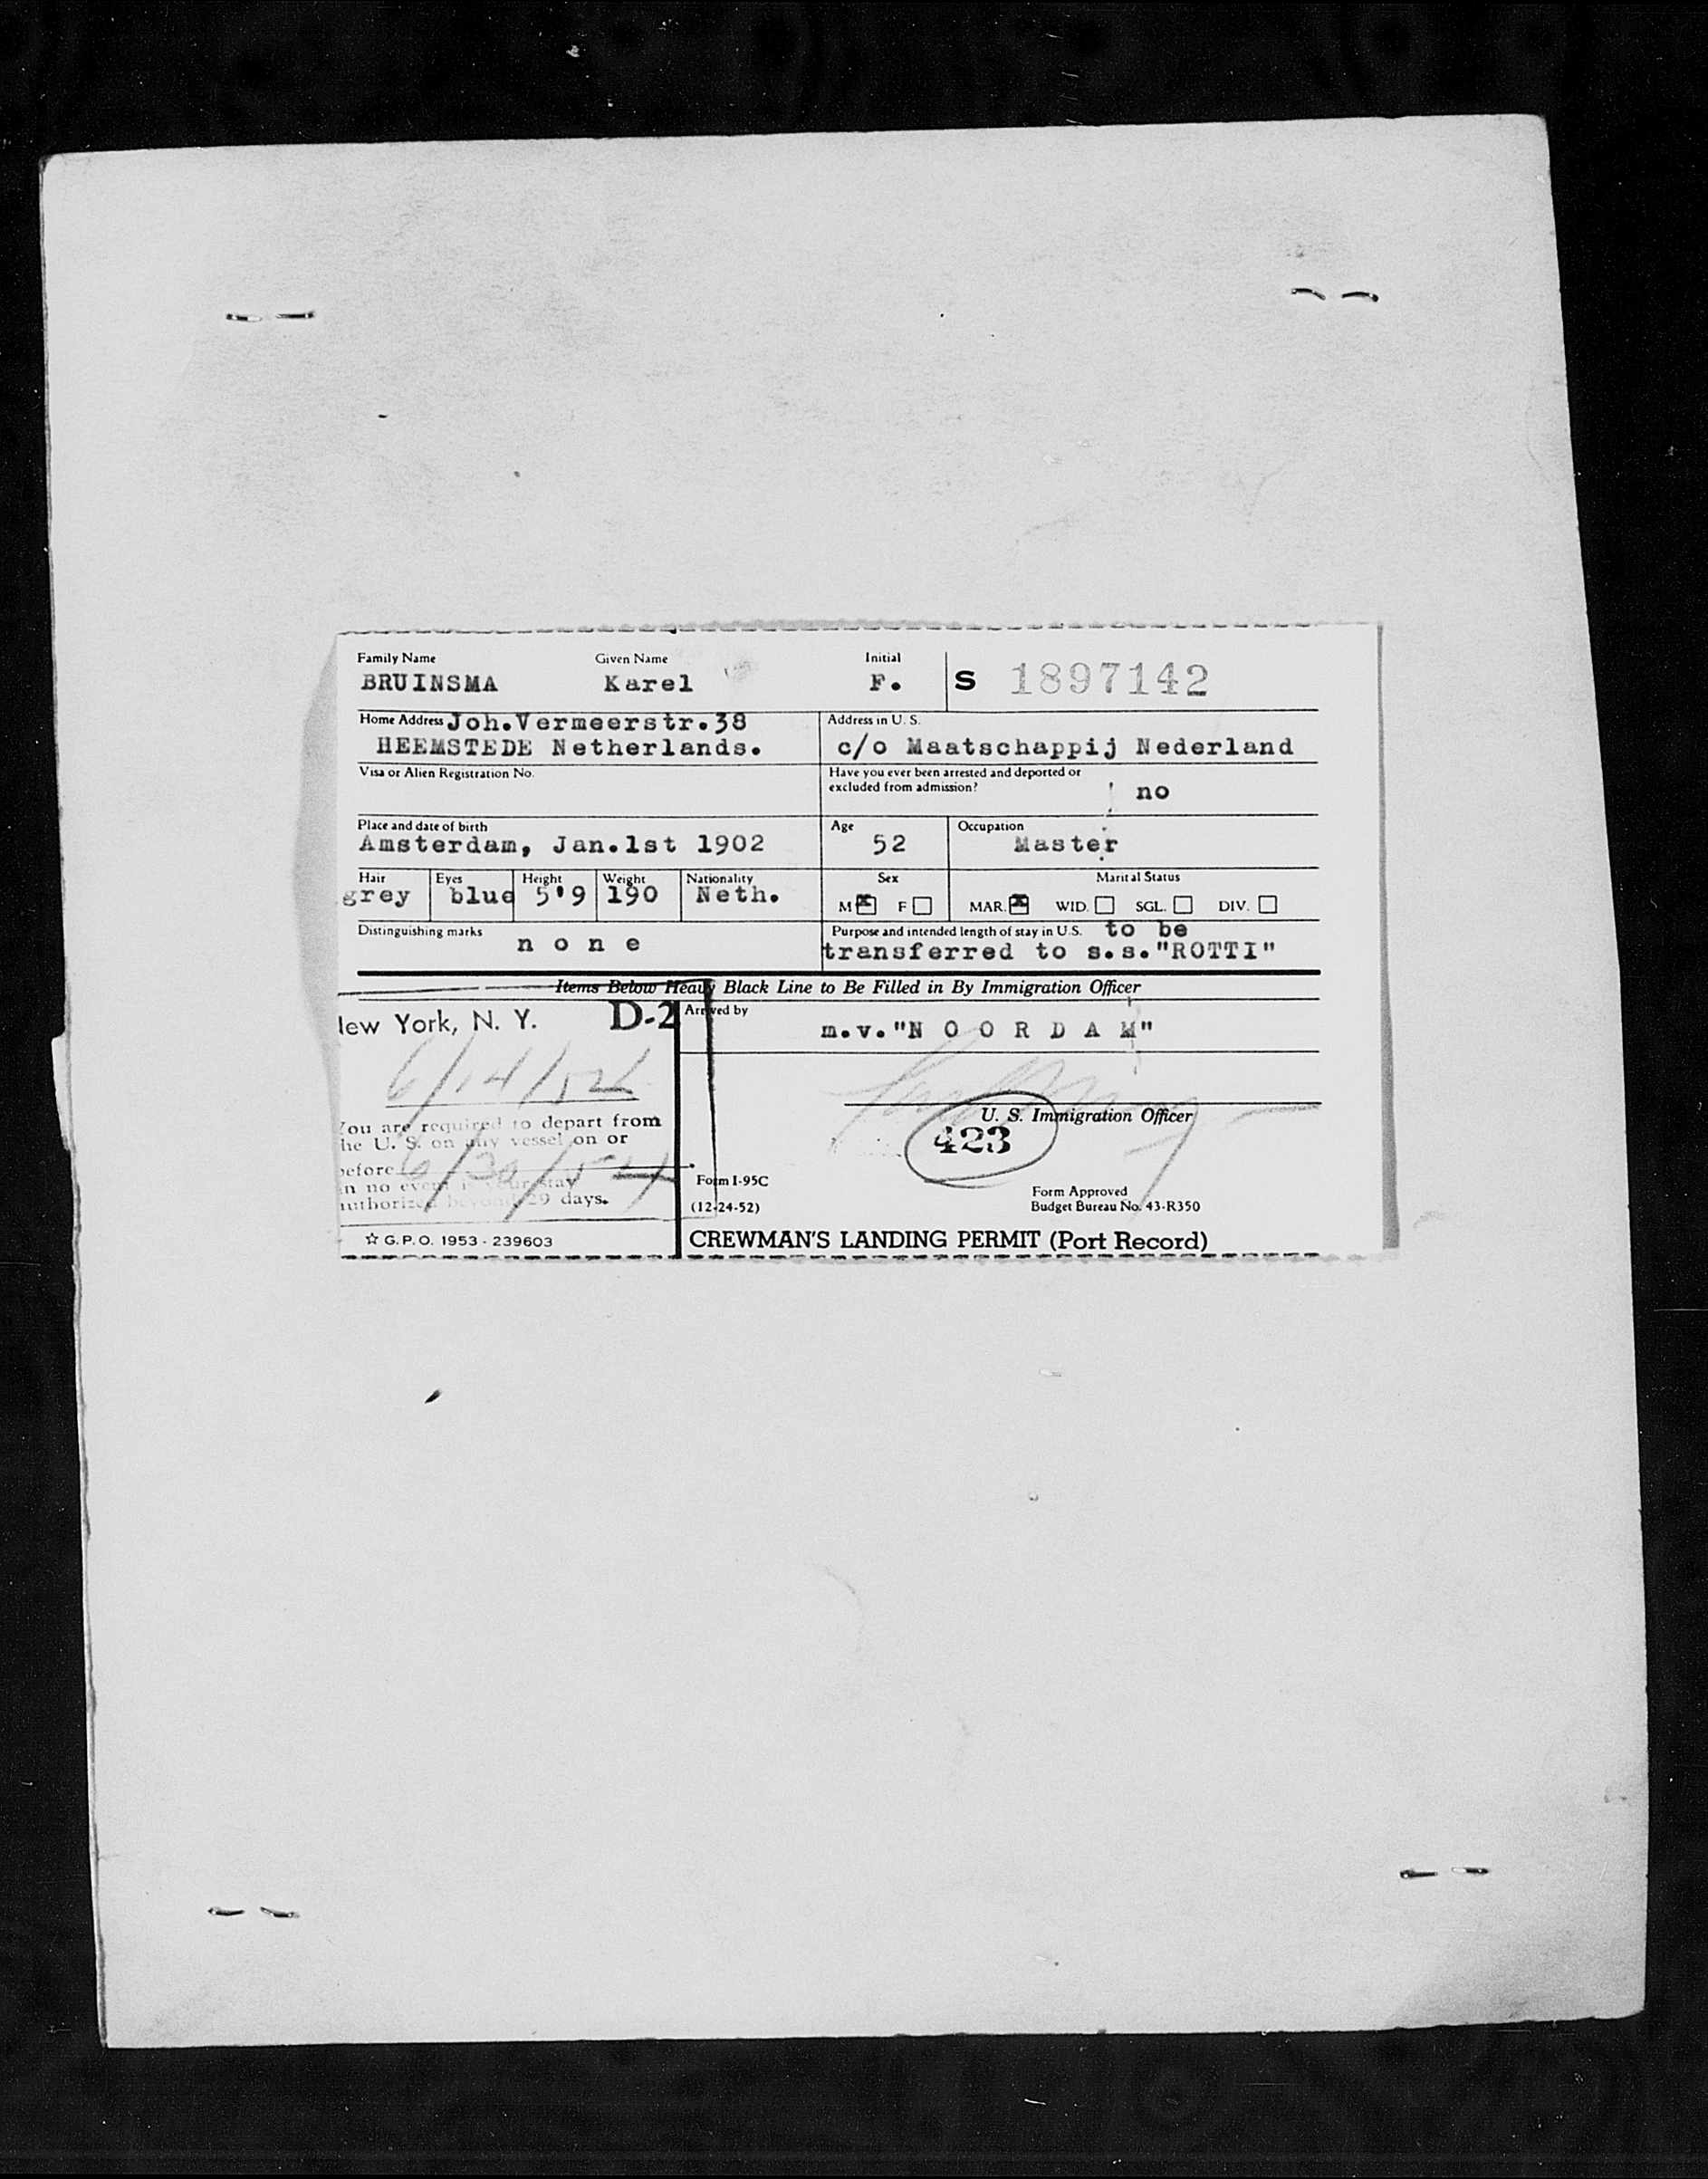 Family Name Given Name Initial
BRUINSMA Karel F. S 1897142
Home Address Joh.Vermeerstr.38 Address in U. S.
HEEMSTEDE Netherlands. c/o Maatschappij Nederland
Visa or Alien Registration No. Have you ever been arrested and deported or
excluded from admission? no
Place and date of birth Age Occupation
Amsterdam, Jan.1st 1902 52 Master
Hair Eyes Height Weight Nationality Sex Marital Status
grey blue 5'9 190 Neth. M X F MAR. X WID. SGL. DIV.
Distinguishing marks Purpose and intended length of stay in U.S. to be
n o n e transferred to s.s."ROTTI"
Items Below Heavy Black Line to Be Filled in By Immigration Officer
New York, N. Y. D-2 Arrived by
m.v."N O O R D A M"
6/14/54
You are required to depart from U. S. Immigration Officer
the U. S. on any vessel on or 423
before 6/30/54
in no event is your stay Form I-95C Form Approved
authorized beyond 29 days. (12-24-52) Budget Bureau No. 43-R350
☆ G. P. O. 1953 - 239603 CREWMAN'S LANDING PERMIT (Port Record)